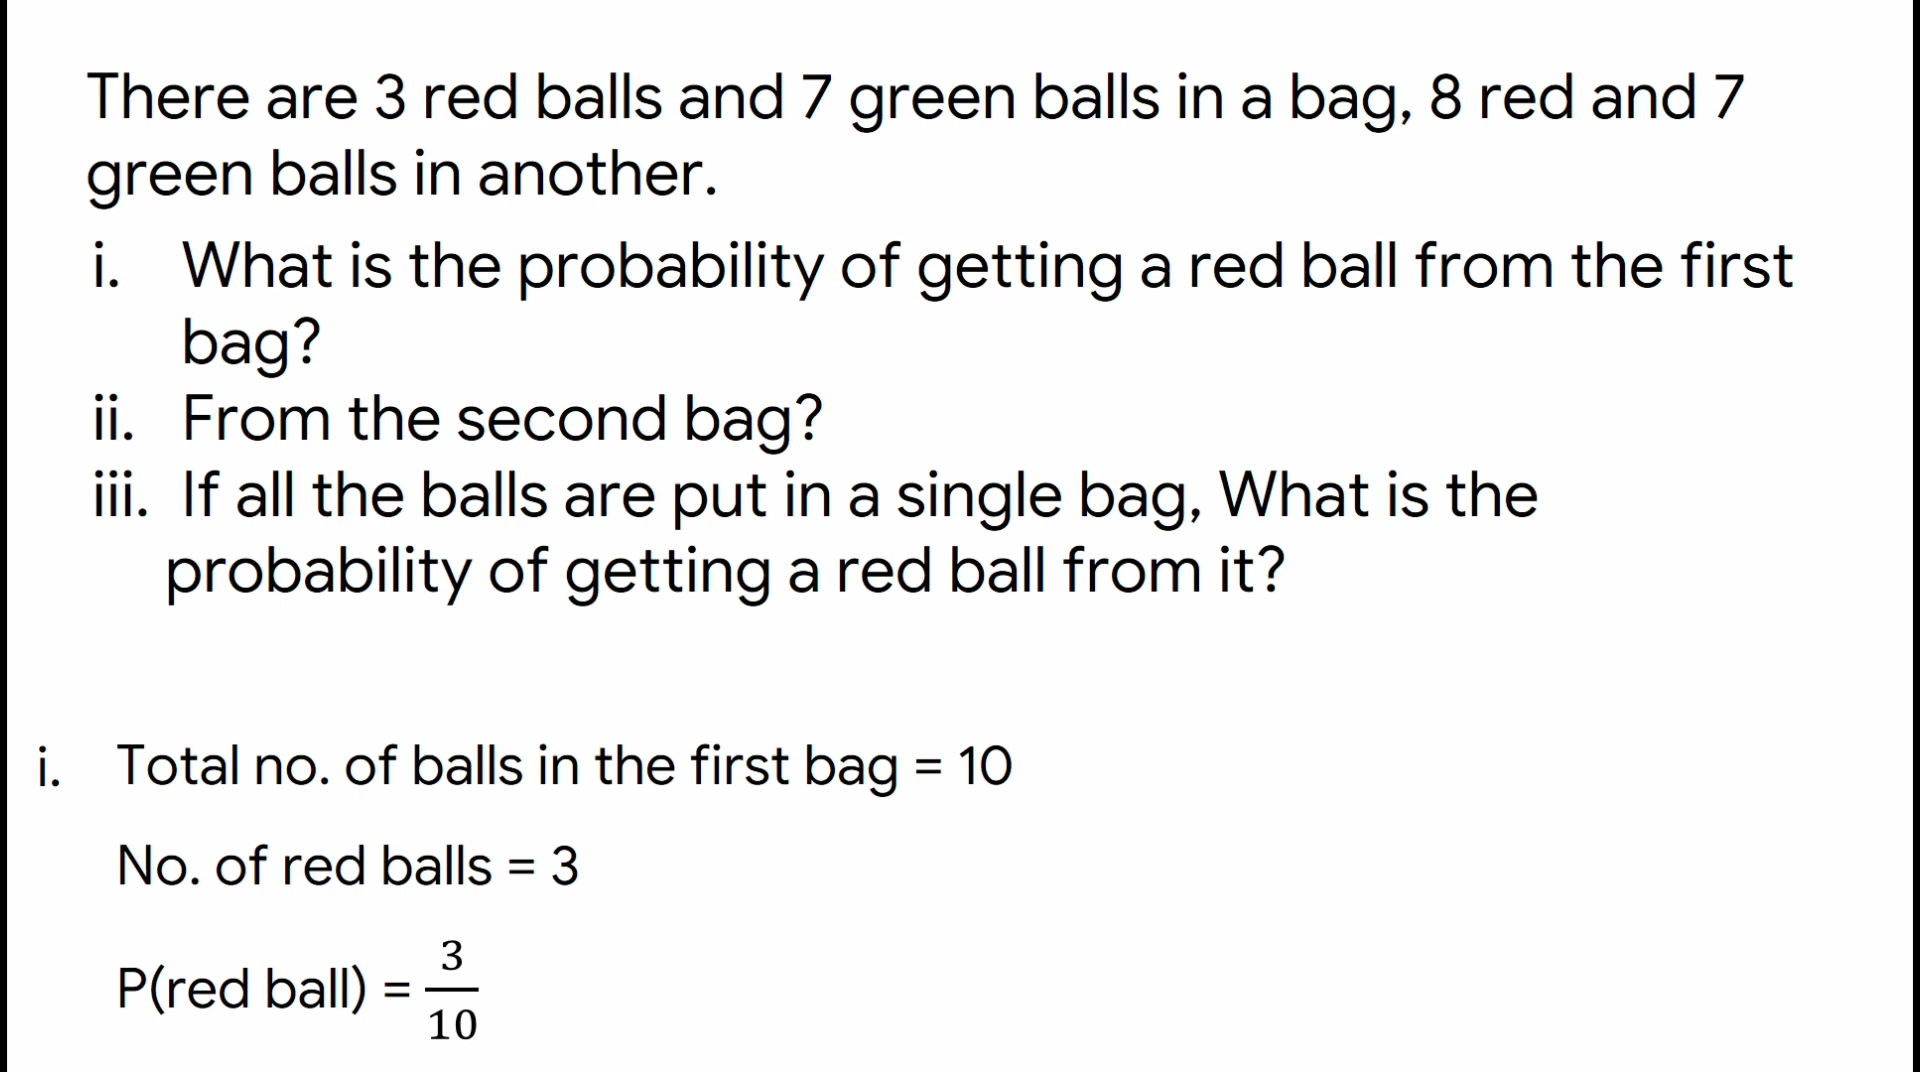 There are 3 red balls and 7 green balls in a bag, 8 red and 7
green balls in another.
i. What is the probability of getting a red ball from the first
bag?
ii. From the second bag?
iii. If all the balls are put in a single bag, What is the
probability of getting a red ball from it?
i. Total no. of balls in the first bag = 10
No. of red balls = 3
P(red ball) = 3/10